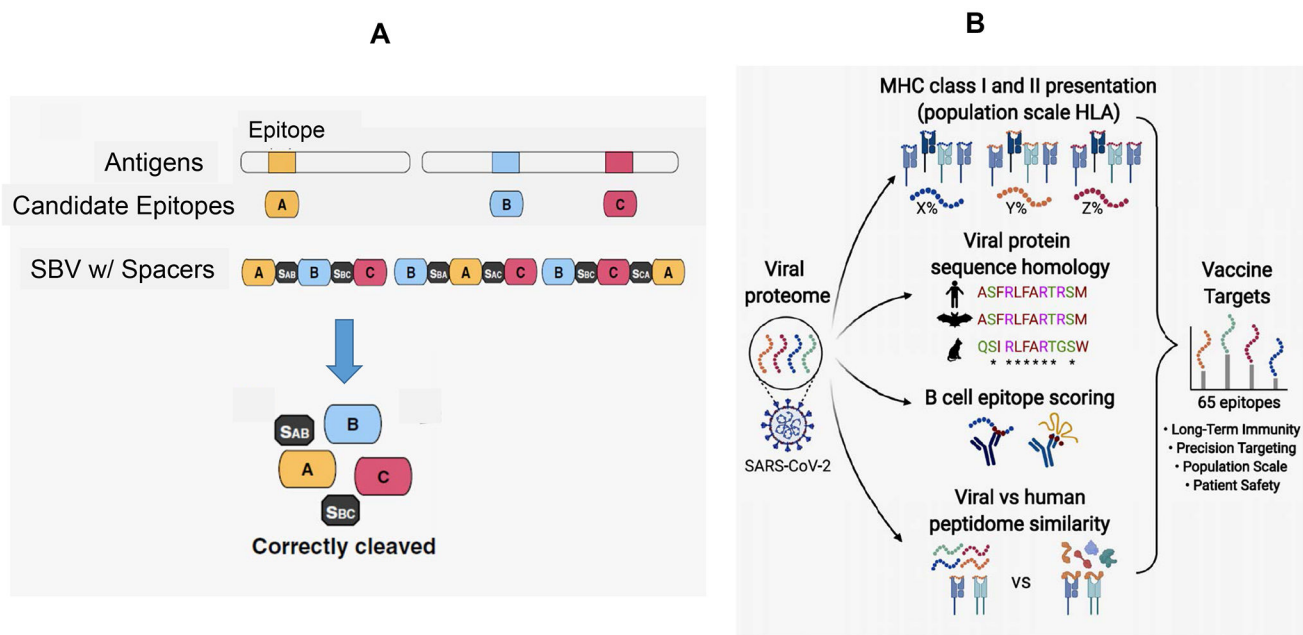 A
Epitope
Antigens
Candidate Epitopes
A
B
C
SBV w/ Spacers
A SAB B SBC C B SBA A SAC C B SBC C SCA A
SAB
B
A
C
SBC
Correctly cleaved
B
MHC class I and II presentation
(population scale HLA)
X%
Y%
Z%
Viral
proteome
SARS-CoV-2
Viral protein
sequence homology
ASFRLFARTRSM
ASFRLFARTRSM
QSI RLFARTGSW
* ****** *
B cell epitope scoring
Viral vs human
peptidome similarity
vs
Vaccine
Targets
65 epitopes
• Long-Term Immunity
• Precision Targeting
• Population Scale
• Patient Safety